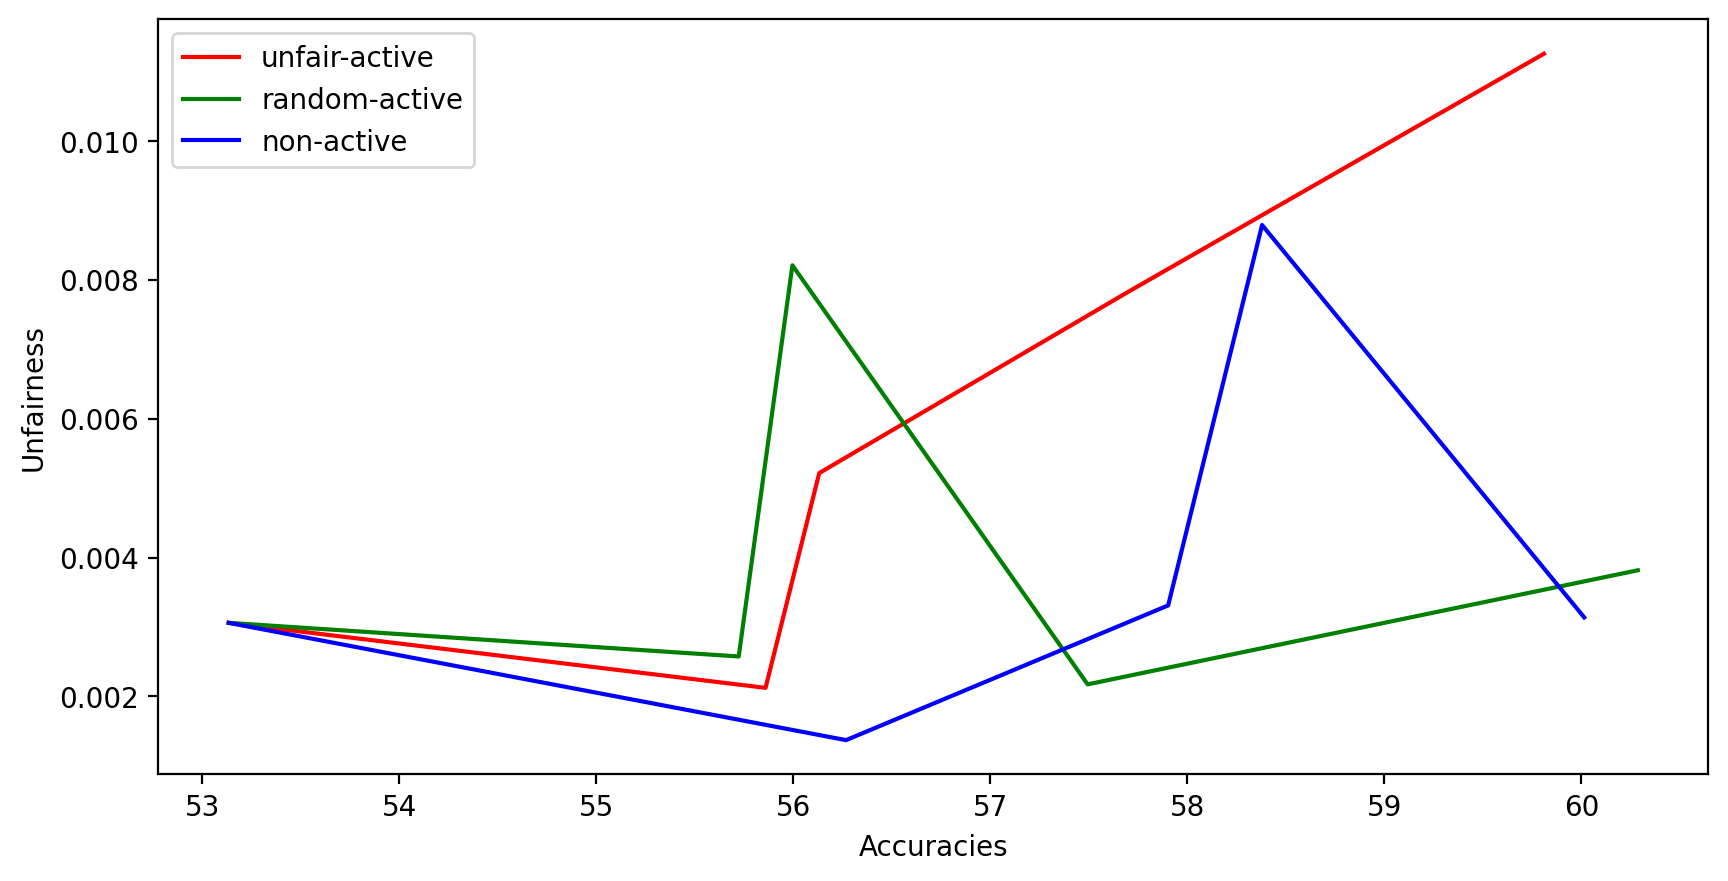 unfair-active
random-active
non-active
0.010
0.008
0.006
0.004
0.002
Unfairness
53 54 55 56 57 58 59 60
Accuracies